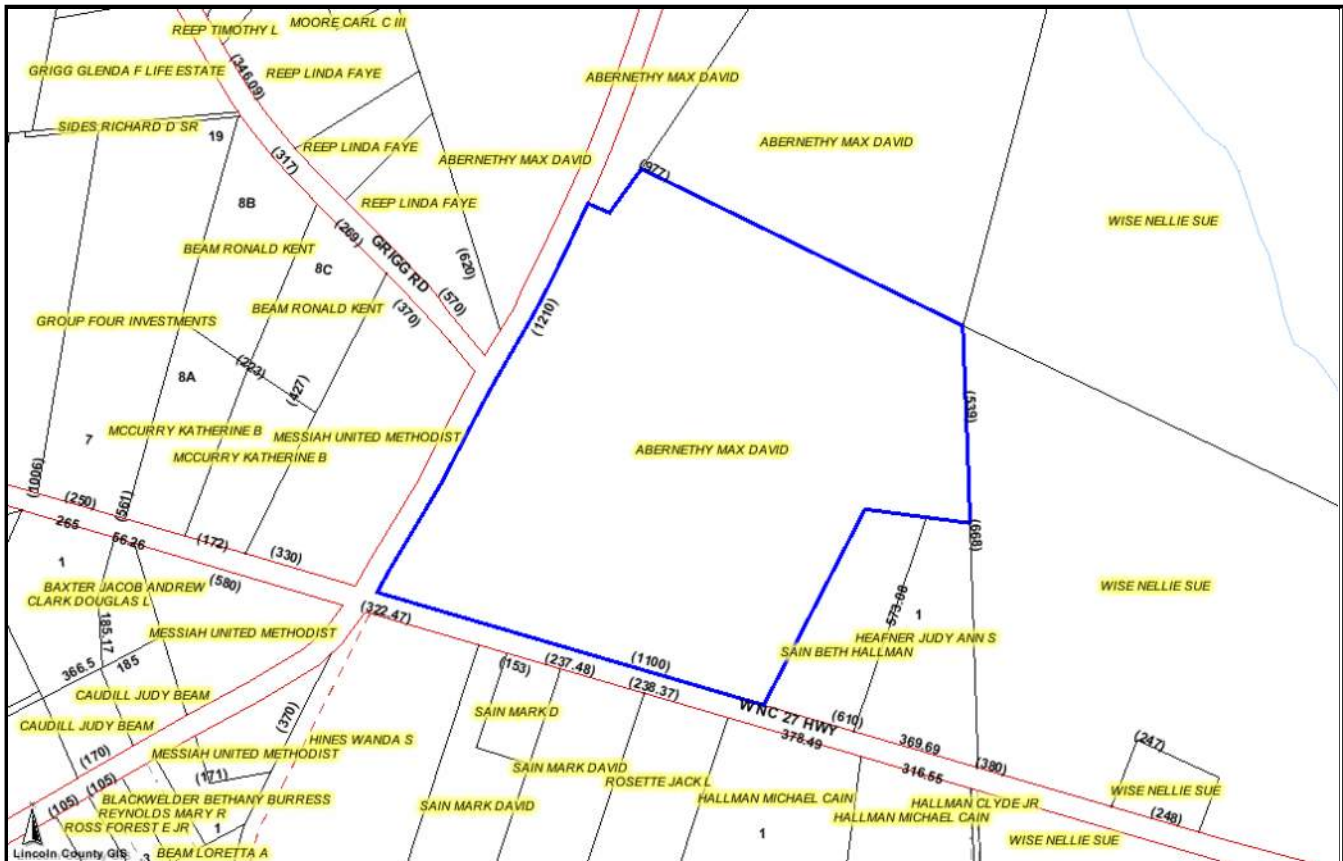 MOORE CARL C III
REEP TIMOTHY L
(346.09)
GRIGG GLENDA F LIFE ESTATE
REEP LINDA FAYE
ABERNETHY MAX DAVID
SIDES RICHARD D SR
19
REEP LINDA FAYE
ABERNETHY MAX DAVID
ABERNETHY MAX DAVID
(317)
(977)
8B
REEP LINDA FAYE
WISE NELLIE SUE
(269)
GRIGG RD
BEAM RONALD KENT
8C
(620)
(570)
BEAM RONALD KENT
(370)
GROUP FOUR INVESTMENTS
(1210)
(223)
8A
(427)
(539)
7
MCCURRY KATHERINE B
MESSIAH UNITED METHODIST
ABERNETHY MAX DAVID
MCCURRY KATHERINE B
(1006)
(250)
(561)
265
56.26
(172)
(330)
(668)
1
(580)
BAXTER JACOB ANDREW
CLARK DOUGLAS L
WISE NELLIE SUE
573.08
1
(322.47)
185.17
MESSIAH UNITED METHODIST
HEAFNER JUDY ANN S
SAIN BETH HALLMAN
366.5
185
(153)
(237.48)
(1100)
(238.37)
CAUDILL JUDY BEAM
SAIN MARK D
W NC 27 HWY
(610)
CAUDILL JUDY BEAM
(370)
HINES WANDA S
378.49
369.69
(247)
MESSIAH UNITED METHODIST
(170)
(380)
SAIN MARK DAVID
316.55
(171)
ROSETTE JACK L
WISE NELLIE SUE
(105)
(105)
BLACKWELDER BETHANY BURRESS
SAIN MARK DAVID
HALLMAN MICHAEL CAIN
HALLMAN CLYDE JR
(248)
REYNOLDS MARY R
HALLMAN MICHAEL CAIN
ROSS FOREST E JR
1
1
WISE NELLIE SUE
Lincoln County GIS
3
BEAM LORETTA A